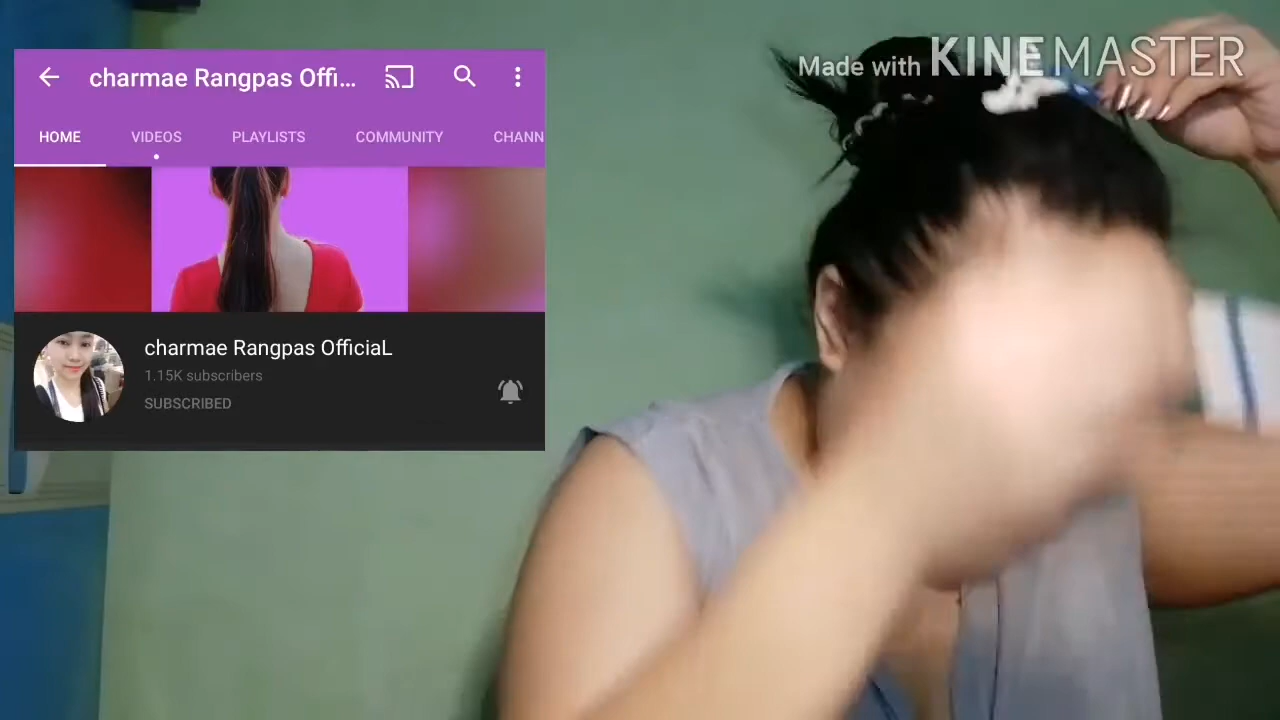 charmae Rangpas Offi...
HOME VIDEOS PLAYLISTS COMMUNITY CHANN
charmae Rangpas OfficiaL
1.15K subscribers
SUBSCRIBED
Made with KINEMASTER